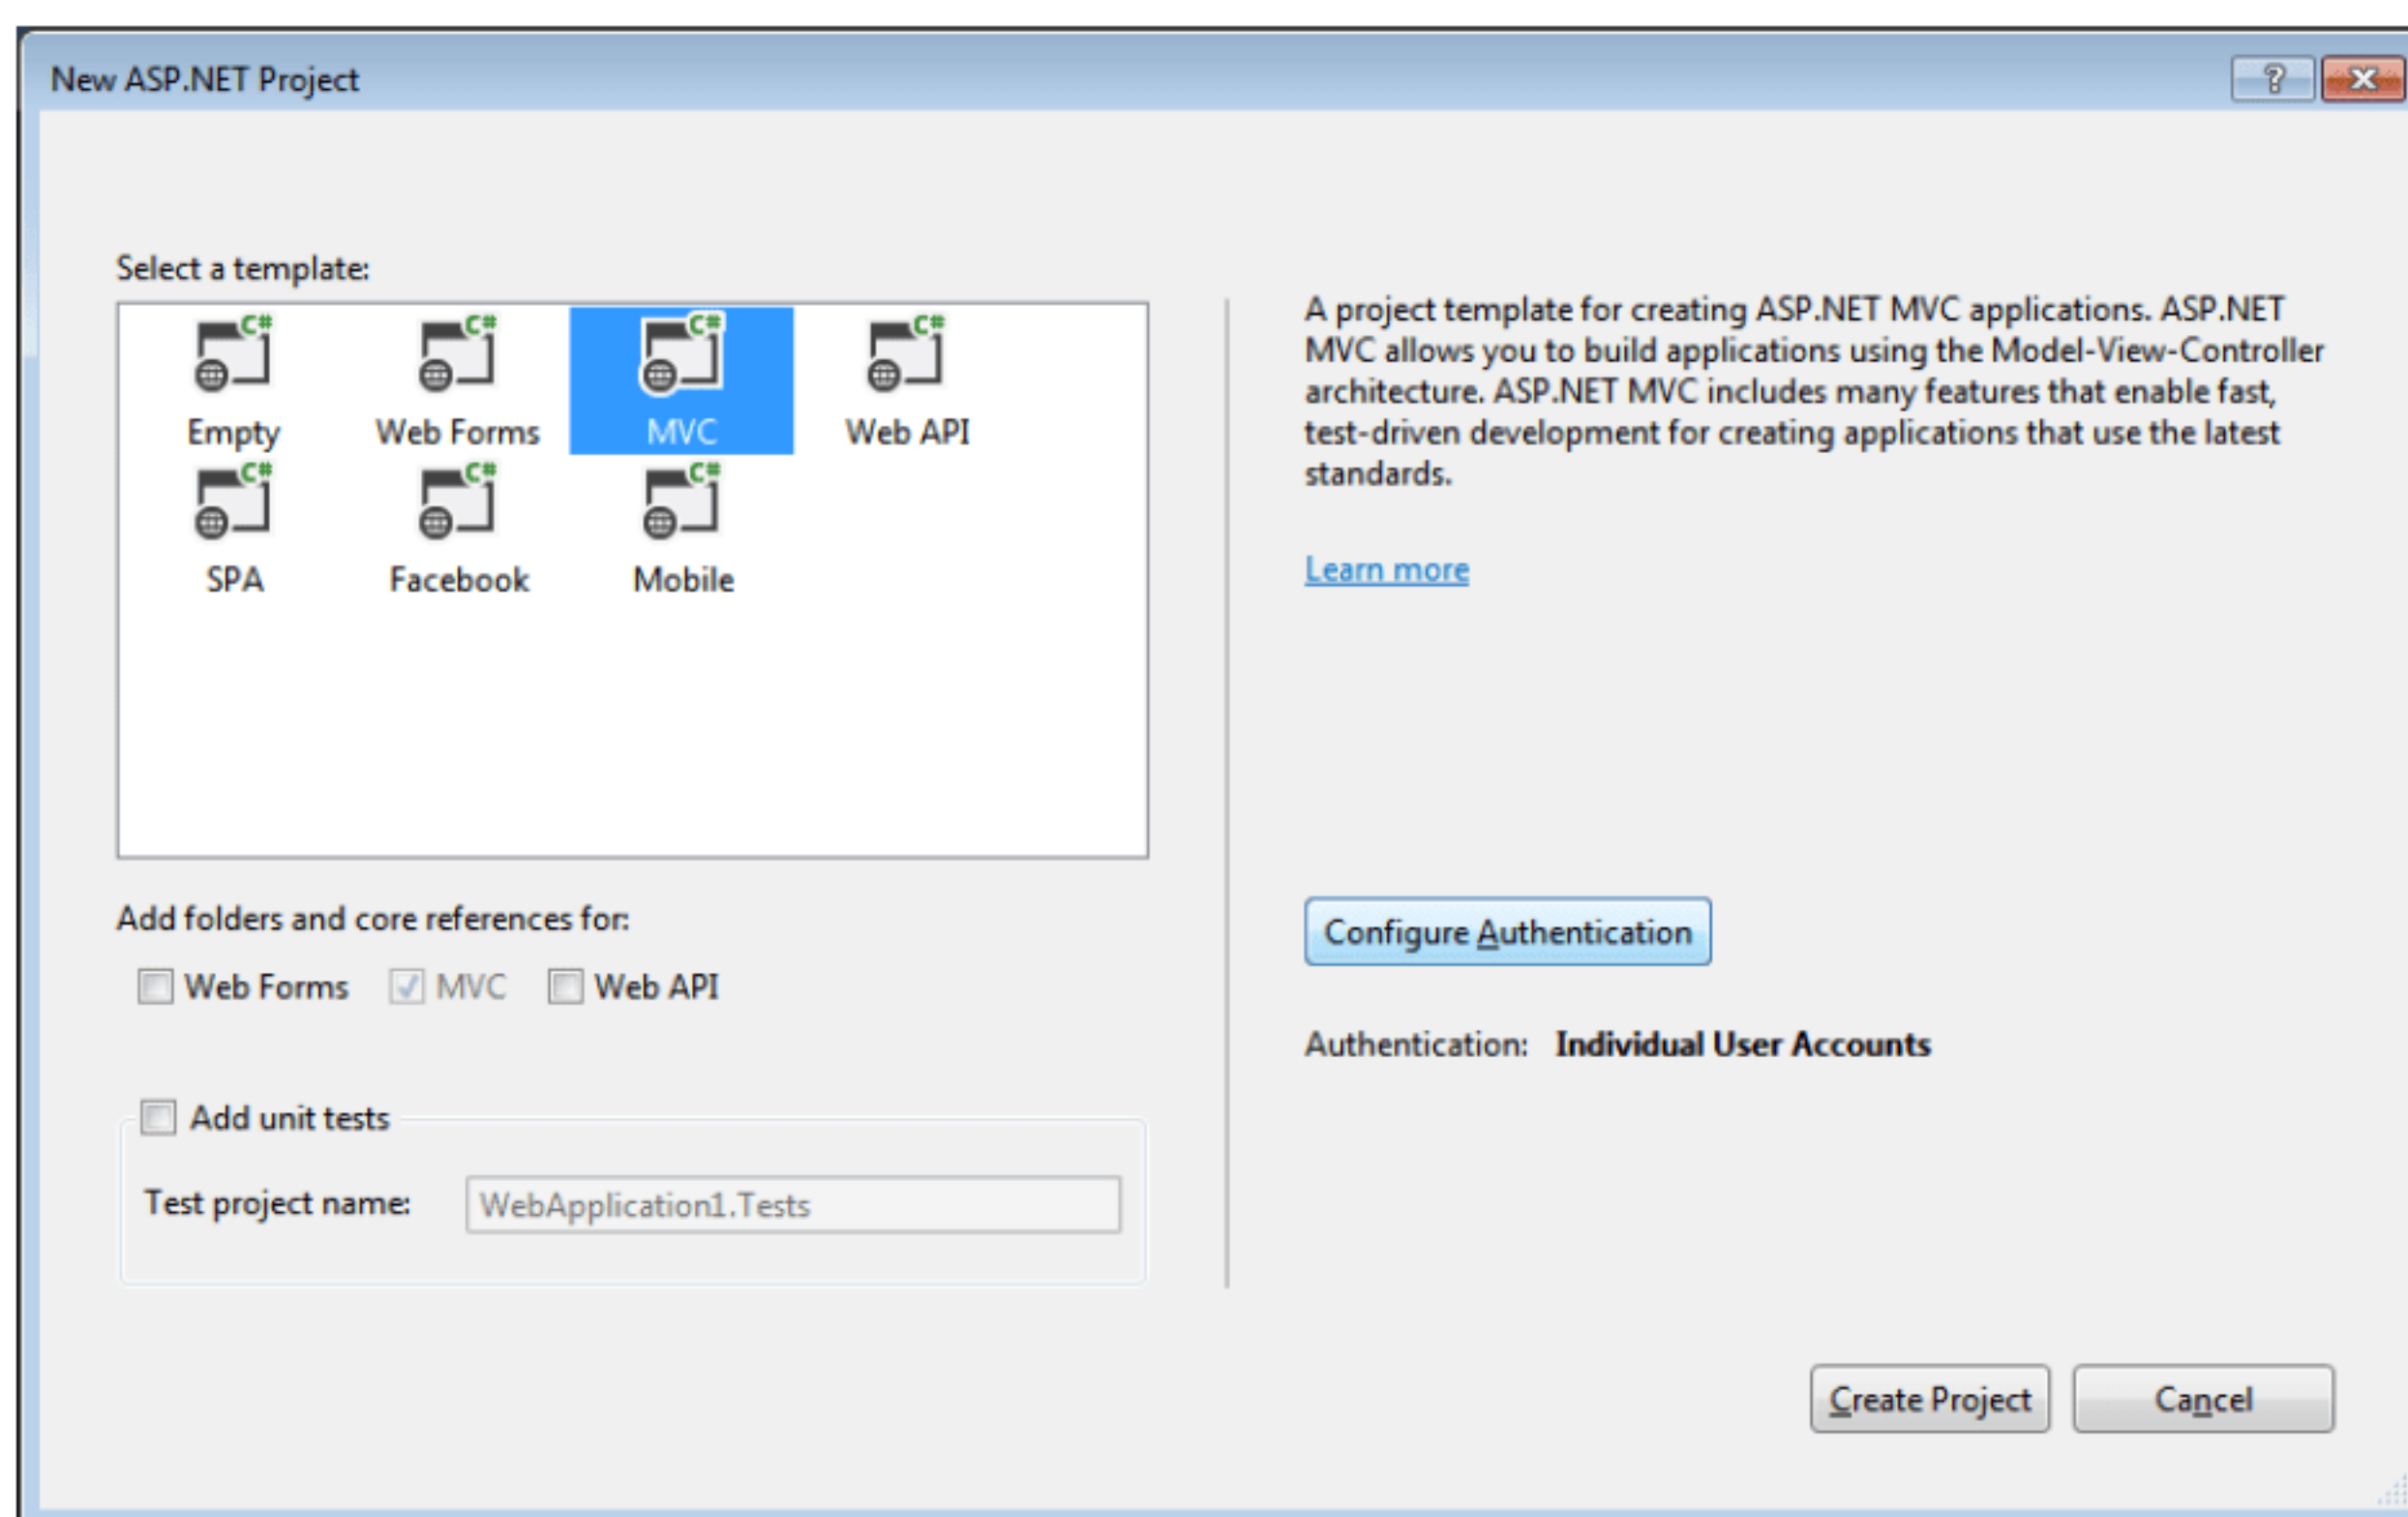 New ASP.NET Project
?
Select a template:
C# C# C# C#
Empty Web Forms MVC Web API
C# C# C#
SPA Facebook Mobile
A project template for creating ASP.NET MVC applications. ASP.NET
MVC allows you to build applications using the Model-View-Controller
architecture. ASP.NET MVC includes many features that enable fast,
test-driven development for creating applications that use the latest
standards.
Learn more
Add folders and core references for:
Web Forms MVC Web API
Add unit tests
Test project name: WebApplication1.Tests
Configure Authentication
Authentication: Individual User Accounts
Create Project Cancel